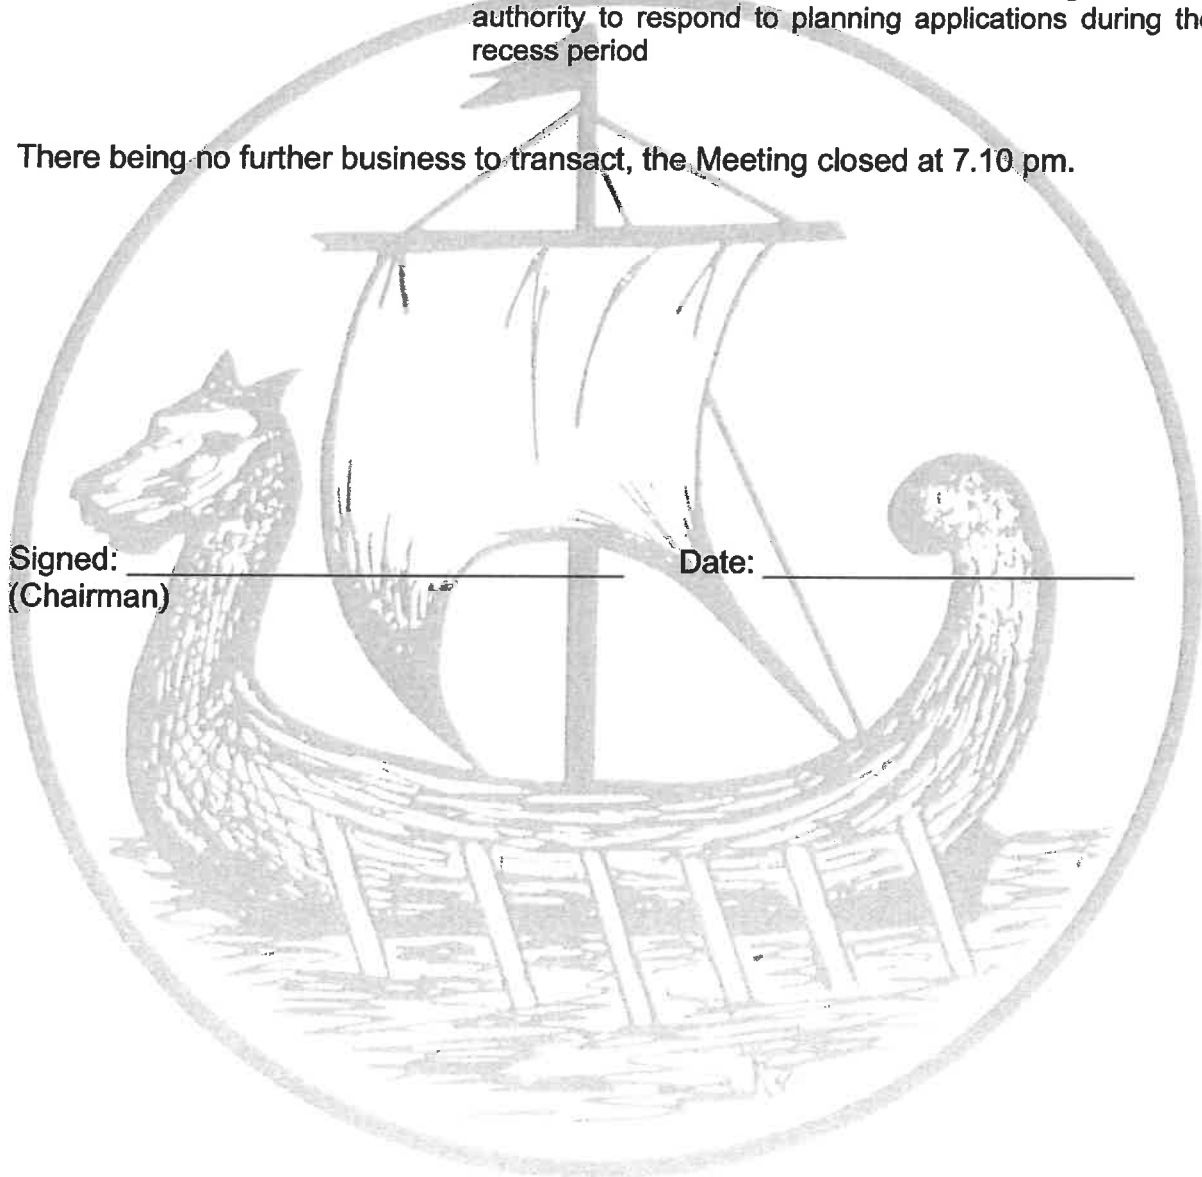 authority to respond to planning applications during the
recess period
There being no further business to transact, the Meeting closed at 7.10 pm.
Signed: Date:
(Chairman)